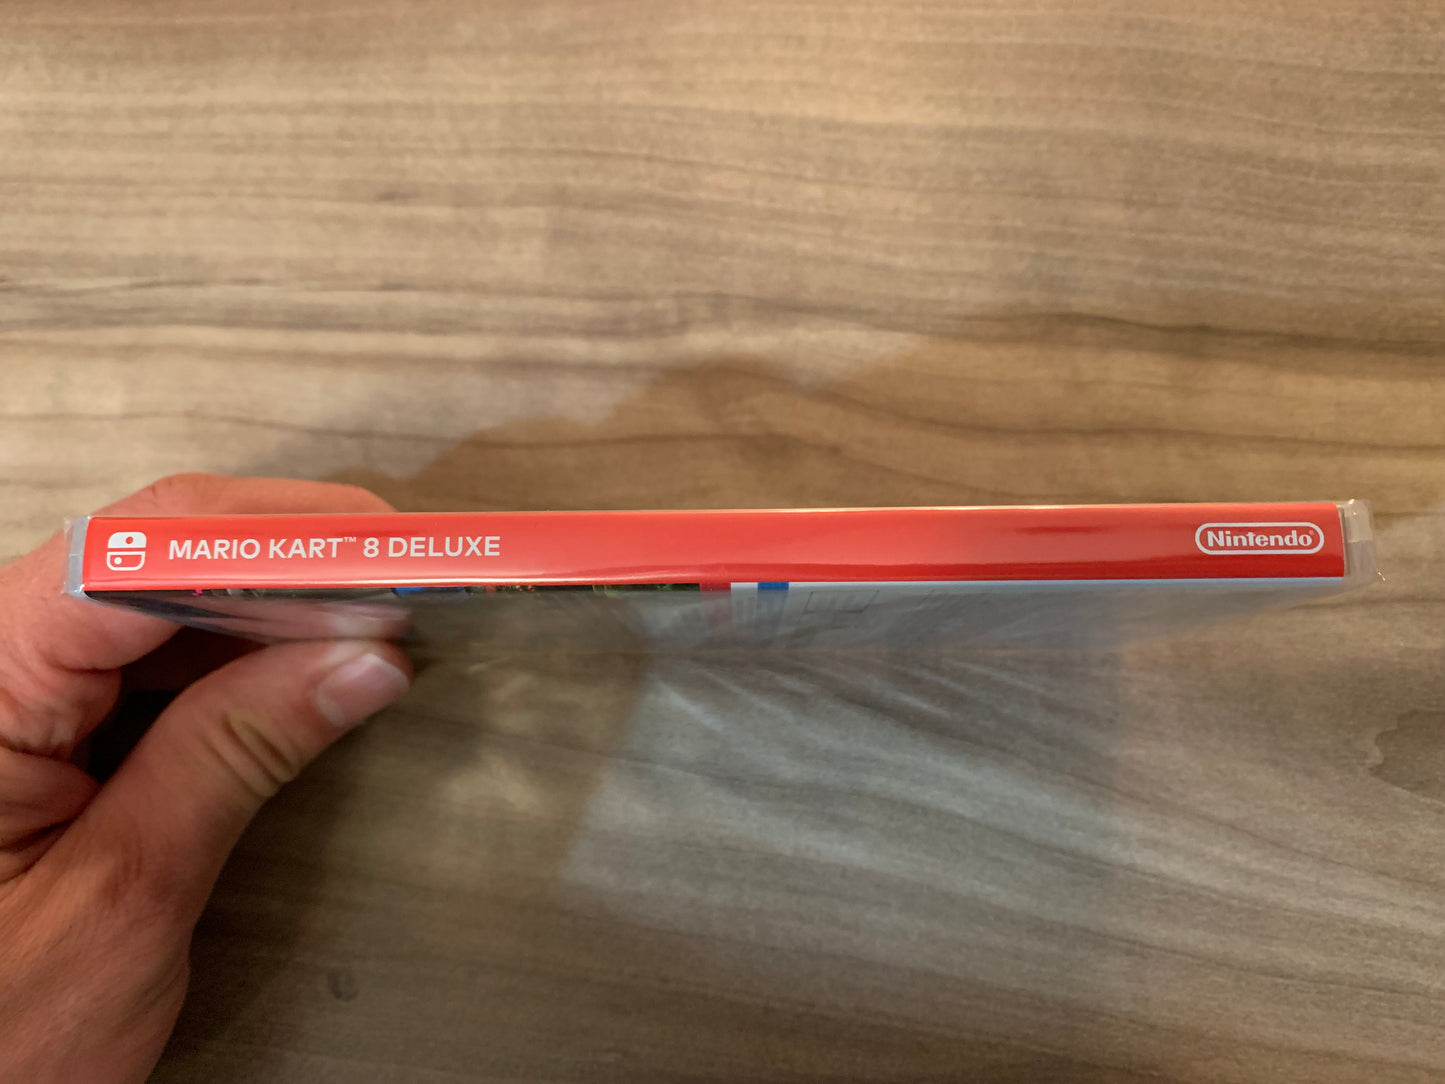 MARIO KART™ 8 DELUXE
Nintendo®